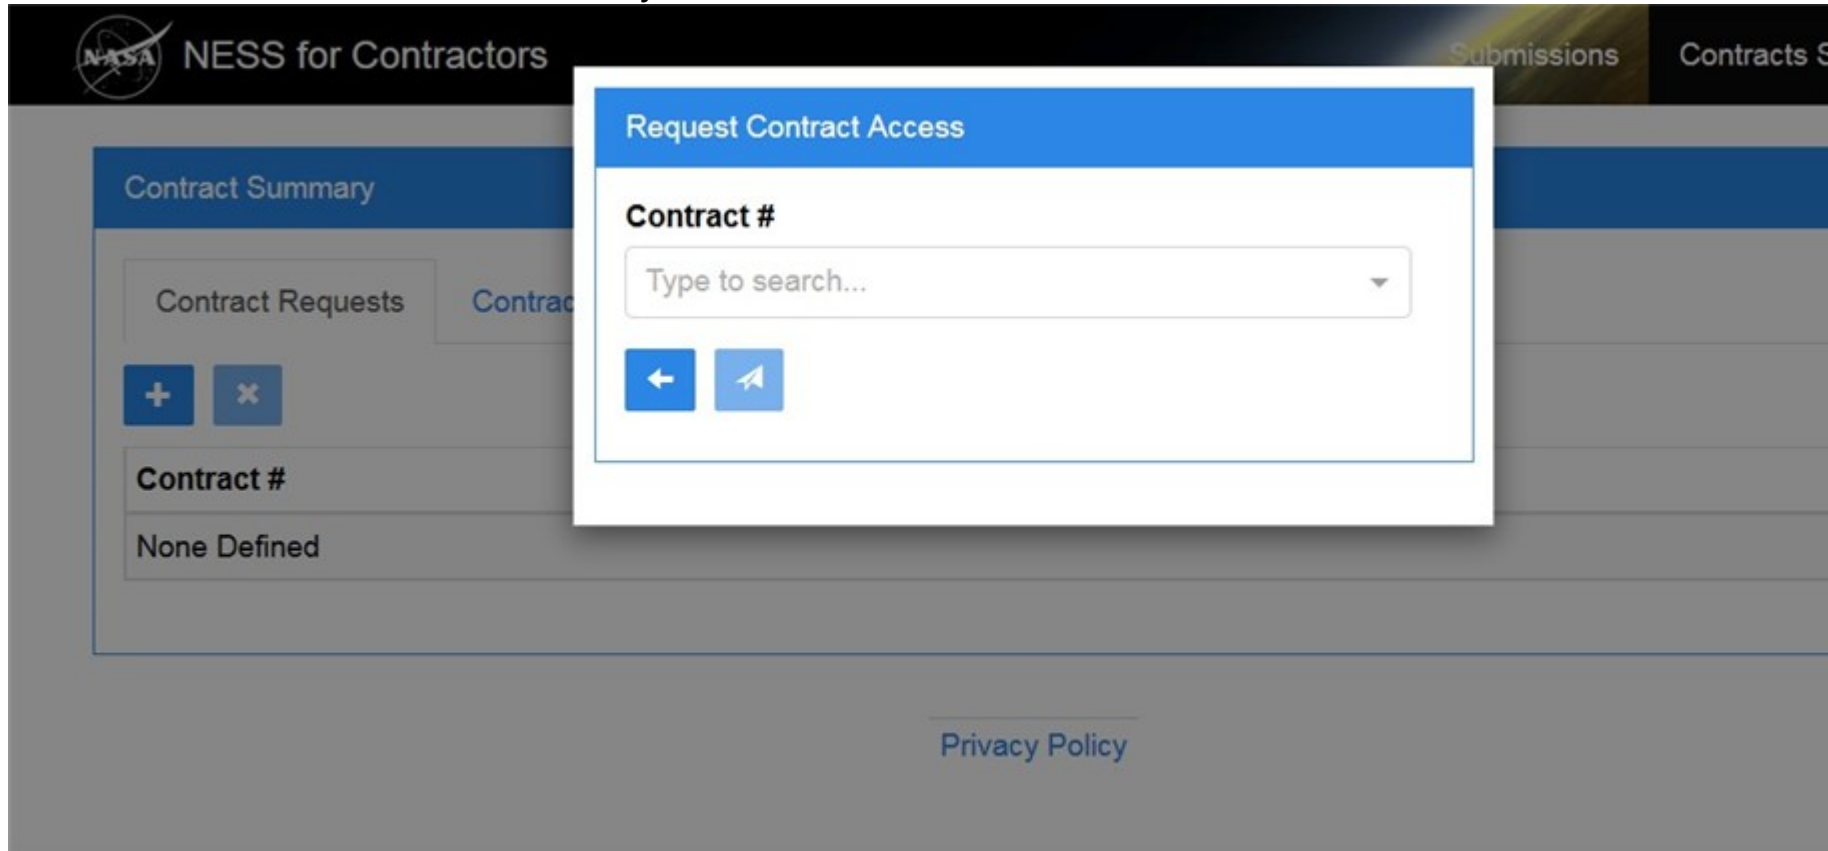 NASA NESS for Contractors
Submissions
Contracts
Request Contract Access
Contract Summary
Contract #
Type to search...
Contract Requests
Contract #
None Defined
Privacy Policy